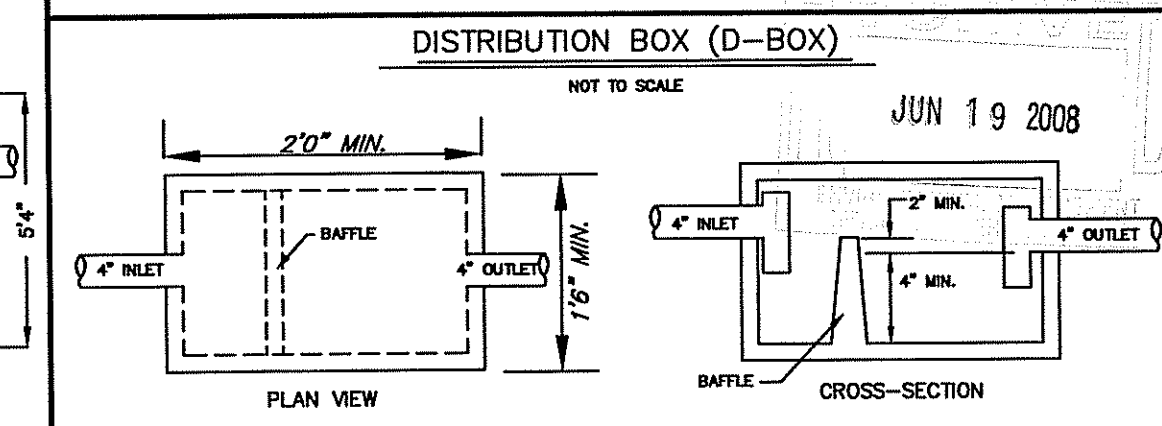 DISTRIBUTION BOX (D-BOX)
NOT TO SCALE
JUN 19 2008
5'4"
2'0" MIN.
4" INLET
BAFFLE
4" OUTLET
1'6" MIN.
PLAN VIEW
4" INLET
2" MIN.
4" OUTLET
4" MIN.
BAFFLE
CROSS-SECTION